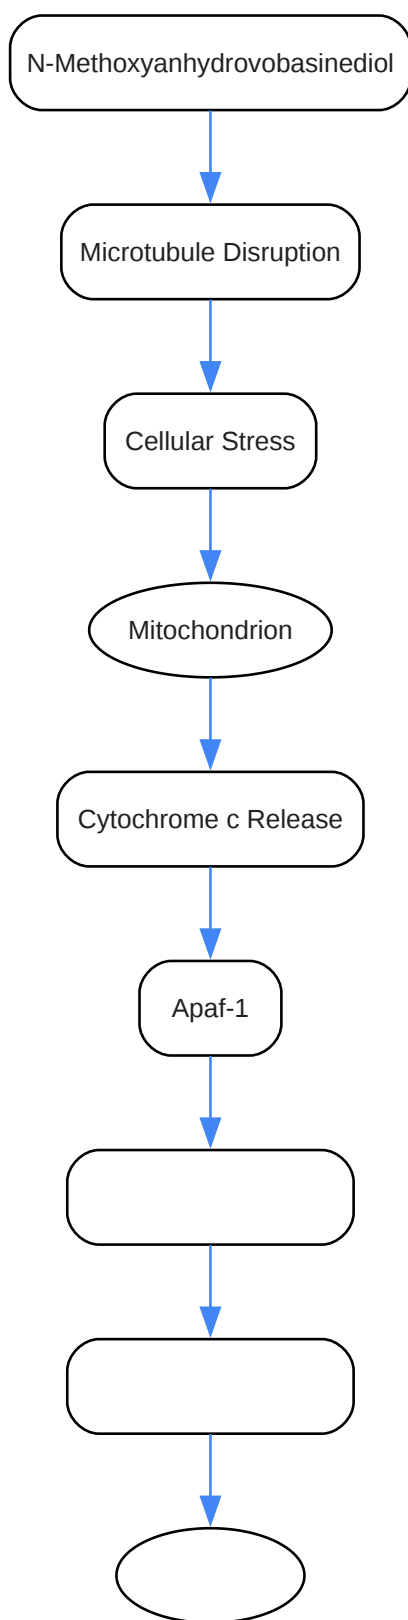 N-Methoxyanhydrovobasinediol
Microtubule Disruption
Cellular Stress
Mitochondrion
Cytochrome c Release
Apaf-1